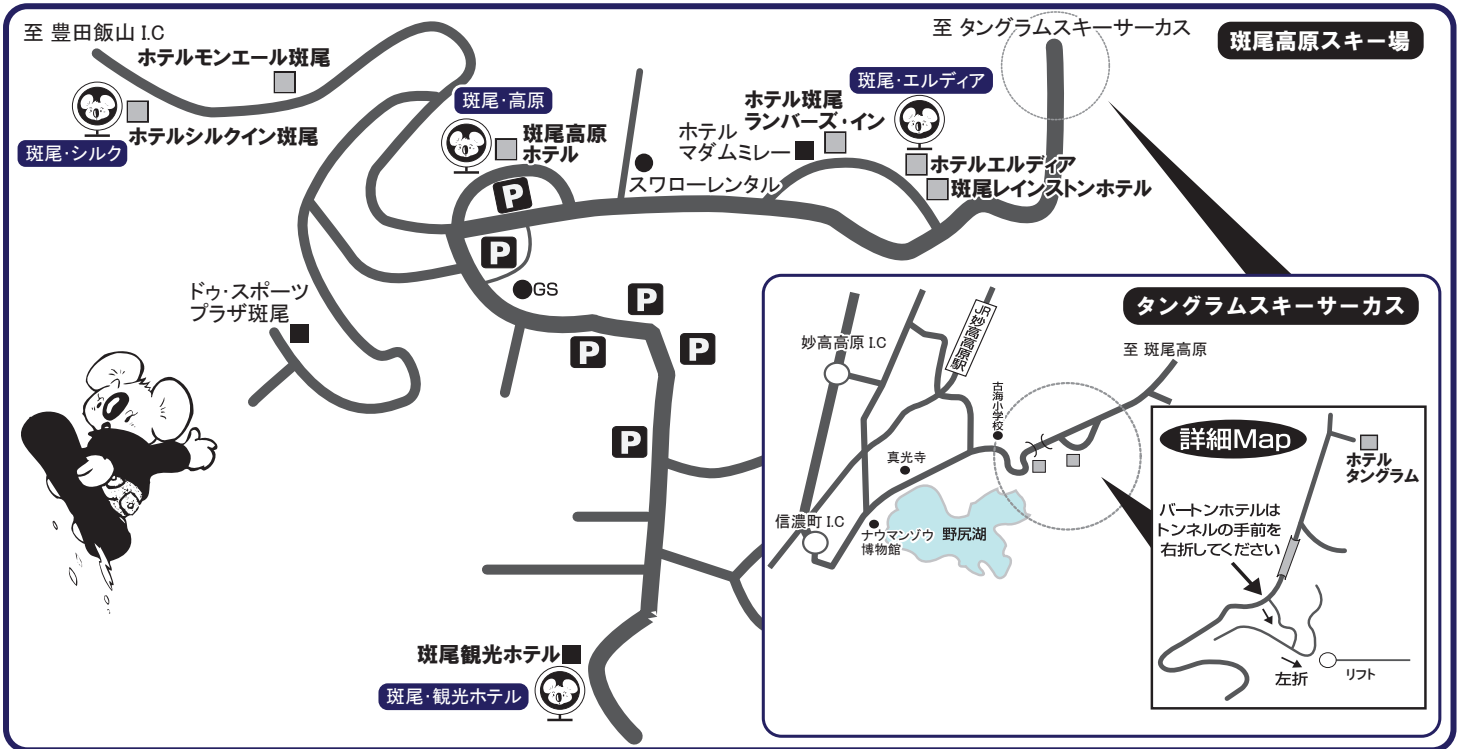 至 豊田飯山 I.C
ホテルモンエール斑尾
斑尾・シルク
ホテルシルクイン斑尾
斑尾・高原
斑尾高原
ホテル
P
P
GS
P
P
P
P
スワローレンタル
ホテル
マダムミレー
ホテル斑尾
ランバーズ・イン
斑尾・エルディア
ホテルエルディア
斑尾レインストンホテル
至 タングラムスキーサーカス
斑尾高原スキー場
ドゥ・スポーツ
プラザ斑尾
斑尾観光ホテル
斑尾・観光ホテル
タングラムスキーサーカス
妙高高原 I.C
JR
妙高高原駅
至 斑尾高原
古海小学校
真光寺
信濃町 I.C
ナウマンゾウ
博物館
野尻湖
詳細Map
ホテル
タングラム
バートンホテルは
トンネルの手前を
右折してください
左折
リフト